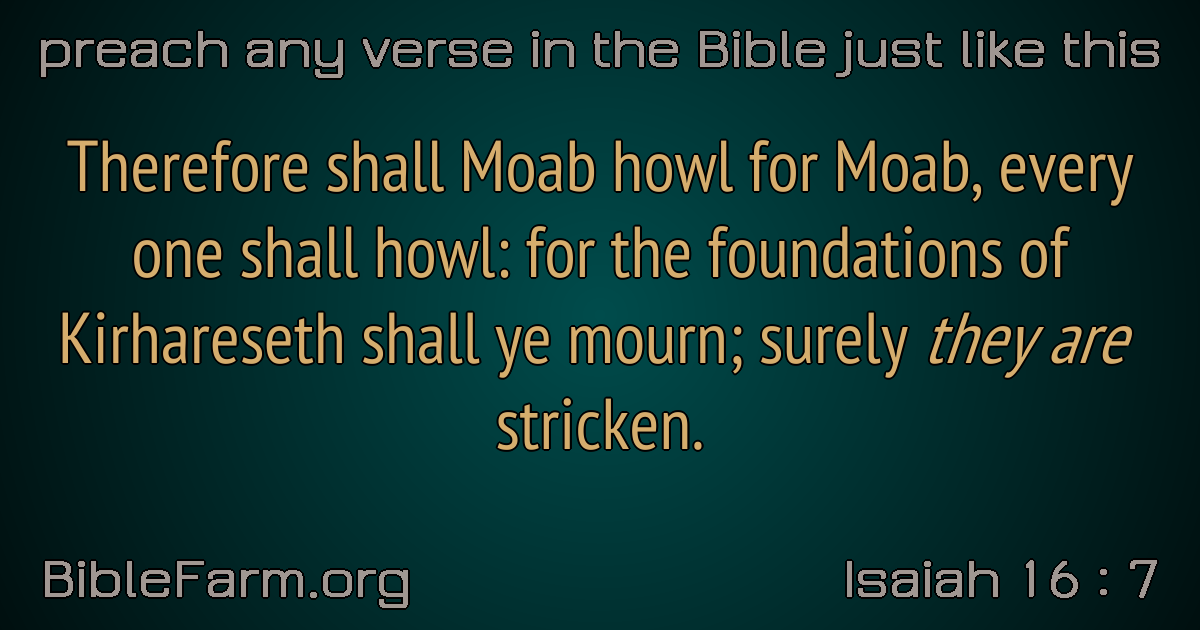 preach any verse in the Bible just like this
Therefore shall Moab howl for Moab, every
one shall howl: for the foundations of
Kirhareseth shall ye mourn; surely they are
stricken.
BibleFarm.org
Isaiah 16 : 7